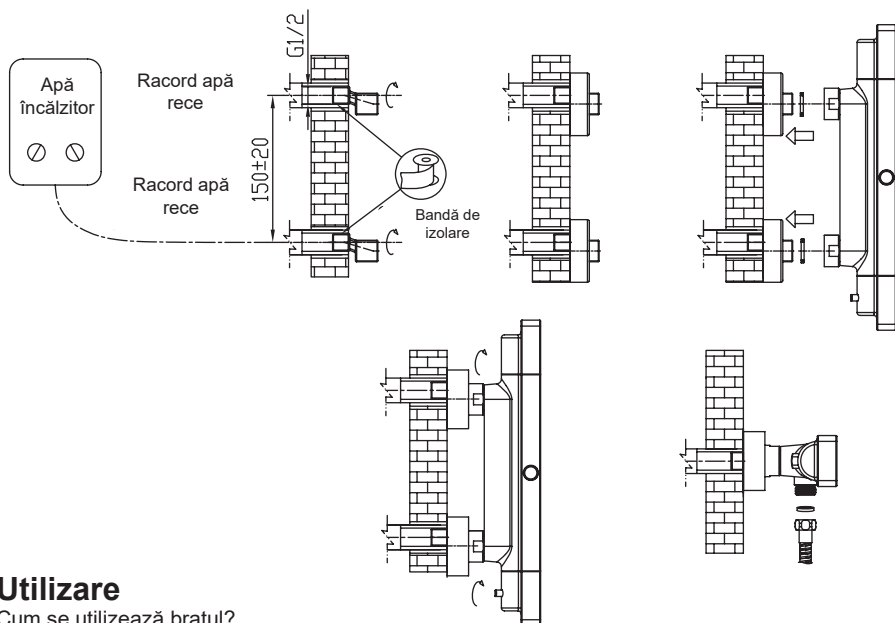 G1/2
Apă
încălzitor
Racord apă
rece
150±20
Racord apă
rece
Bandă de
izolare
Utilizare
Cum se utilizează brațul?